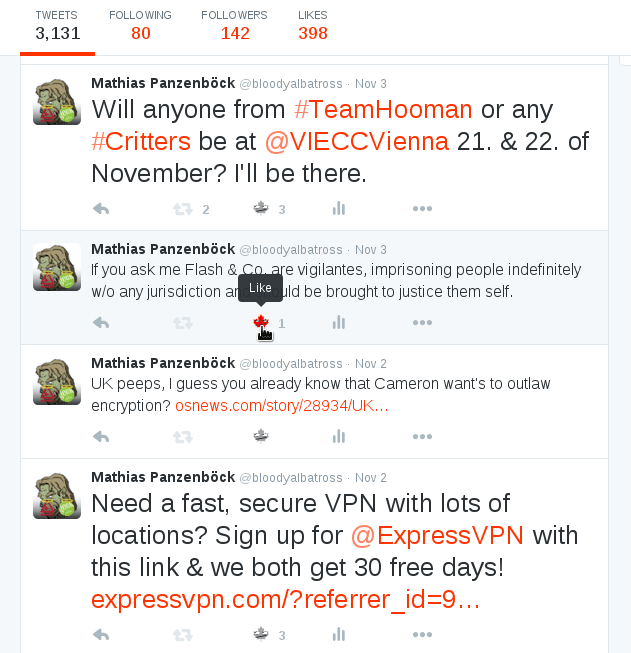 TWEETS FOLLOWING FOLLOWERS LIKES
3,131 80 142 398
Mathias Panzenböck @bloodyalbatross · Nov 3
Will anyone from #TeamHooman or any
#Critters be at @VIECCVienna 21. & 22. of
November? I'll be there.
2 3
Mathias Panzenböck @bloodyalbatross · Nov 3
If you ask me Flash & Co. are vigilantes, imprisoning people indefinitely
w/o any jurisdiction and be brought to justice them self.
Like
1
Mathias Panzenböck @bloodyalbatross · Nov 2
UK peeps, I guess you already know that Cameron want's to outlaw
encryption? osnews.com/story/28934/UK...
Mathias Panzenböck @bloodyalbatross · Nov 2
Need a fast, secure VPN with lots of
locations? Sign up for @ExpressVPN with
this link & we both get 30 free days!
expressvpn.com/?referrer_id=9...
3